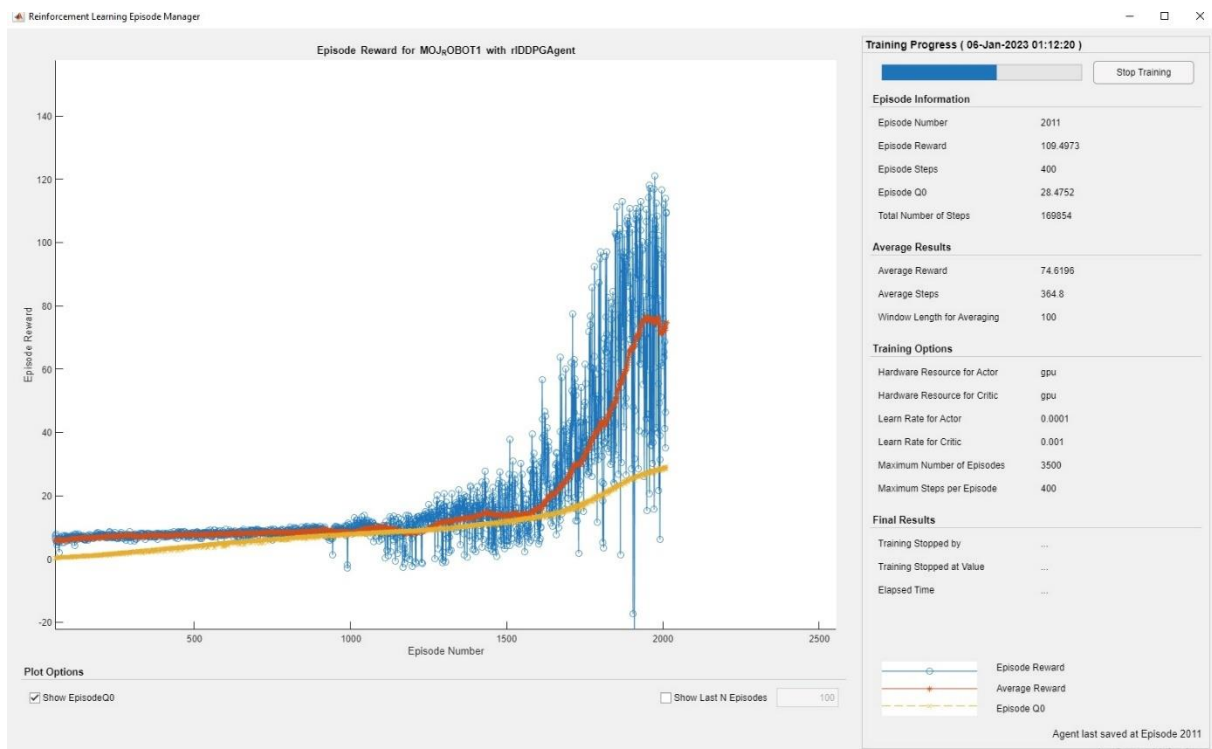 Reinforcement Learning Episode Manager
Episode Reward for MOJROBOT1 with rlDDPGAgent
140
120
100
80
60
40
20
0
-20
Episode Reward
500 1000 1500 2000 2500
Episode Number
Plot Options
Show EpisodeQ0
Show Last N Episodes 100
Training Progress ( 06-Jan-2023 01:12:20 )
Stop Training
Episode Information
Episode Number 2011
Episode Reward 109.4973
Episode Steps 400
Episode Q0 28.4752
Total Number of Steps 169854
Average Results
Average Reward 74.6196
Average Steps 364.8
Window Length for Averaging 100
Training Options
Hardware Resource for Actor gpu
Hardware Resource for Critic gpu
Learn Rate for Actor 0.0001
Learn Rate for Critic 0.001
Maximum Number of Episodes 3500
Maximum Steps per Episode 400
Final Results
Training Stopped by ...
Training Stopped at Value ...
Elapsed Time ...
Episode Reward
Average Reward
Episode Q0
Agent last saved at Episode 2011